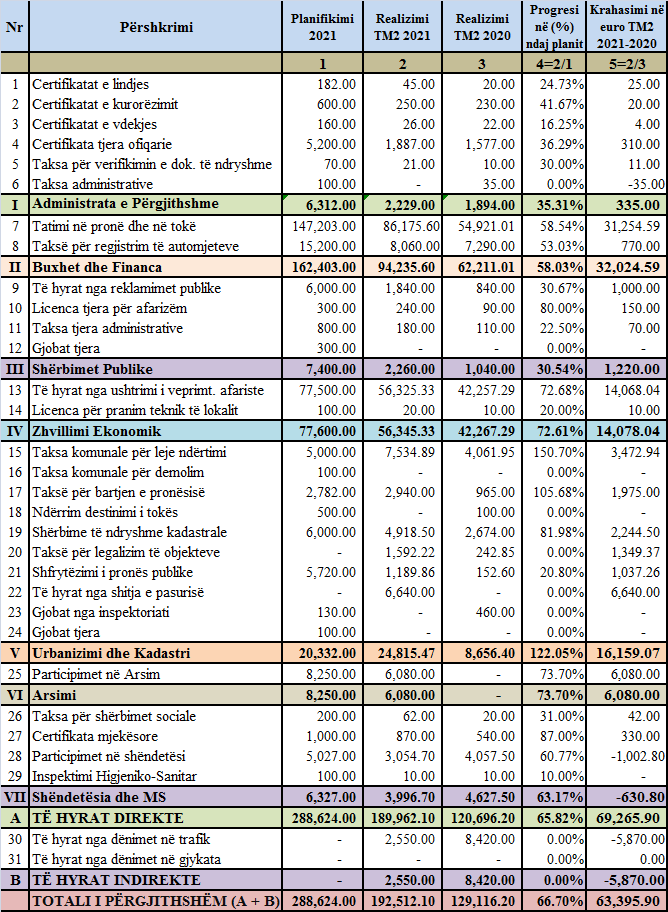 Nr Përshkrimi Planifikimi 2021 Realizimi TM2 2021 Realizimi TM2 2020 Progresi në (%) ndaj planit Krahasimi në euro TM2 2021-2020
1 2 3 4=2/1 5=2/3
1 Certifikatat e lindjes 182.00 45.00 20.00 24.73% 25.00
2 Certifikatat e kurorëzimit 600.00 250.00 230.00 41.67% 20.00
3 Certifikatat e vdekjes 160.00 26.00 22.00 16.25% 4.00
4 Certifikata tjera ofiqarie 5,200.00 1,887.00 1,577.00 36.29% 310.00
5 Taksa për verifikimin e dok. të ndryshme 70.00 21.00 10.00 30.00% 11.00
6 Taksa administrative 100.00 - 35.00 0.00% -35.00
I Administrata e Përgjithshme 6,312.00 2,229.00 1,894.00 35.31% 335.00
7 Tatimi në pronë dhe në tokë 147,203.00 86,175.60 54,921.01 58.54% 31,254.59
8 Taksë për regjistrim të automjeteve 15,200.00 8,060.00 7,290.00 53.03% 770.00
II Buxhet dhe Financa 162,403.00 94,235.60 62,211.01 58.03% 32,024.59
9 Të hyrat nga reklamimet publike 6,000.00 1,840.00 840.00 30.67% 1,000.00
10 Licenca tjera për afarizëm 300.00 240.00 90.00 80.00% 150.00
11 Taksa tjera administrative 800.00 180.00 110.00 22.50% 70.00
12 Gjobat tjera 300.00 - - 0.00% -
III Shërbimet Publike 7,400.00 2,260.00 1,040.00 30.54% 1,220.00
13 Të hyrat nga ushtrimi i veprimt. afariste 77,500.00 56,325.33 42,257.29 72.68% 14,068.04
14 Licenca për pranim teknik të lokalit 100.00 20.00 10.00 20.00% 10.00
IV Zhvillimi Ekonomik 77,600.00 56,345.33 42,267.29 72.61% 14,078.04
15 Taksa komunale për leje ndërtimi 5,000.00 7,534.89 4,061.95 150.70% 3,472.94
16 Taksa komunale për demolim 100.00 - - 0.00% -
17 Taksës për bartjen e pronësisë 2,782.00 2,940.00 965.00 105.68% 1,975.00
18 Ndërrim destinimi i tokës 500.00 - 100.00 0.00% -
19 Shërbime të ndryshme kadastrale 6,000.00 4,918.50 2,674.00 81.98% 2,244.50
20 Taksë për legalizim të objekteve - 1,592.22 242.85 0.00% 1,349.37
21 Shfrytëzimi i pronës publike 5,720.00 1,189.86 152.60 20.80% 1,037.26
22 Të hyrat nga shitja e pasurisë - 6,640.00 - 0.00% 6,640.00
23 Gjobat nga inspektoriati 130.00 - 460.00 0.00% -
24 Gjobat tjera 100.00 - - 0.00% -
V Urbanizimi dhe Kadastri 20,332.00 24,815.47 8,656.40 122.05% 16,159.07
25 Participimet në Arsim 8,250.00 6,080.00 - 73.70% 6,080.00
VI Arsimi 8,250.00 6,080.00 - 73.70% 6,080.00
26 Taksa për shërbimet sociale 200.00 62.00 20.00 31.00% 42.00
27 Certifikata mjekësore 1,000.00 870.00 540.00 87.00% 330.00
28 Participimet në shëndetësi 5,027.00 3,054.70 4,057.50 60.77% -1,002.80
29 Inspektimi Higjeniko-Sanitar 100.00 10.00 10.00 10.00% -
VII Shëndetësia dhe MS 6,327.00 3,996.70 4,627.50 63.17% -630.80
A TË HYRAT DIREKTE 288,624.00 189,962.10 120,696.20 65.82% 69,265.90
30 Të hyrat nga dënimet në trafik - 2,550.00 8,420.00 0.00% -5,870.00
31 Të hyrat nga dënimet në gjykata - - - 0.00% 0.00
B TË HYRAT INDIREKTE - 2,550.00 8,420.00 0.00% -5,870.00
TOTALI I PËRGJITHSHËM (A + B) 288,624.00 192,512.10 129,116.20 66.70% 63,395.90